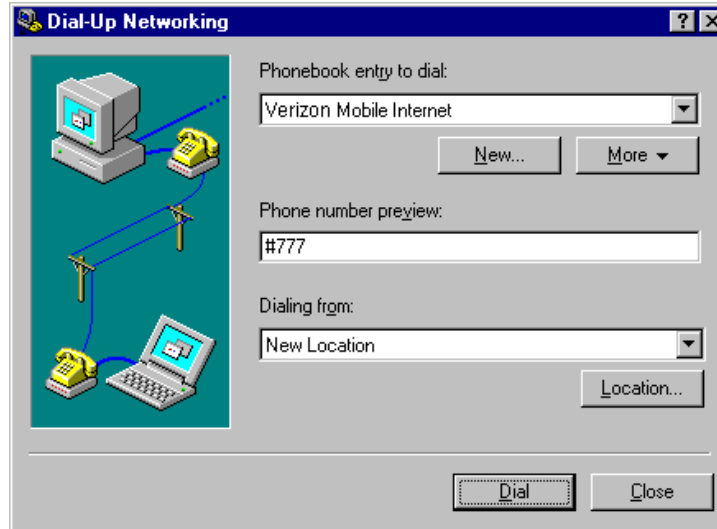 Dial-Up Networking
Phonebook entry to dial:
Verizon Mobile Internet
New...
More
Phone number preview:
#777
Dialing from:
New Location
Location...
Dial
Close